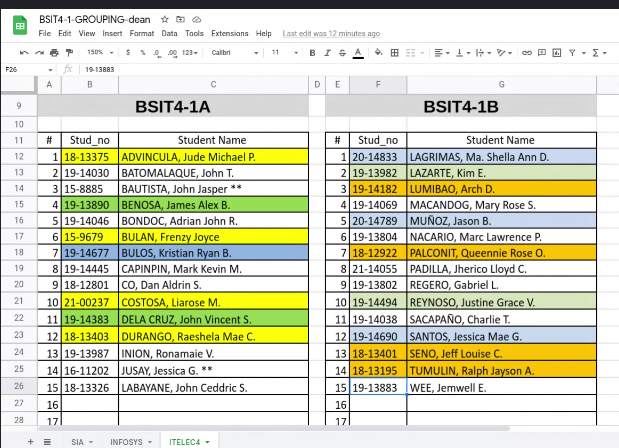 BSIT4-1-GROUPING-dean
File Edit View Insert Format Data Tools Extensions Help Last edit was 12 minutes ago
150% $ % .0 .00 123 Calibri 11 B I S A
F26 fx 19-13883
A B C D E F G
9 BSIT4-1A BSIT4-1B
10
11 # Stud_no Student Name # Stud_no Student Name
12 1 18-13375 ADVINCULA, Jude Michael P. 1 20-14833 LAGRIMAS, Ma. Shella Ann D.
13 2 19-14030 BATOMALAQUE, John T. 2 19-13982 LAZARTE, Kim E.
14 3 15-8885 BAUTISTA, John Jasper ** 3 19-14182 LUMIBAO, Arch D.
15 4 19-13890 BENOSA, James Alex B. 4 19-14069 MACANDOG, Mary Rose S.
16 5 19-14046 BONDOC, Adrian John R. 5 20-14789 MUÑOZ, Jason B.
17 6 15-9679 BULAN, Frenzy Joyce 6 19-13804 NACARIO, Marc Lawrence P.
18 7 19-14677 BULOS, Kristian Ryan B. 7 18-12922 PALCONIT, Queennie Rose O.
19 8 19-14445 CAPINPIN, Mark Kevin M. 8 21-14055 PADILLA, Jherico Lloyd C.
20 9 18-12801 CO, Dan Aldrin S. 9 19-13802 REGERO, Gabriel L.
21 10 21-00237 COSTOSA, Liarose M. 10 19-14494 REYNOSO, Justine Grace V.
22 11 19-14383 DELA CRUZ, John Vincent S. 11 19-14038 SACAPAÑO, Charlie T.
23 12 18-13403 DURANGO, Raeshela Mae C. 12 19-14690 SANTOS, Jessica Mae G.
24 13 19-13987 INION, Ronamaie V. 13 18-13401 SENO, Jeff Louise C.
25 14 16-11202 JUSAY, Jessica G. ** 14 18-13195 TUMULIN, Ralph Jayson A.
26 15 18-13326 LABAYANE, John Ceddric S. 15 19-13883 WEE, Jemwell E.
27 16 16
28 17 17
SIA INFOSYS ITELEC4